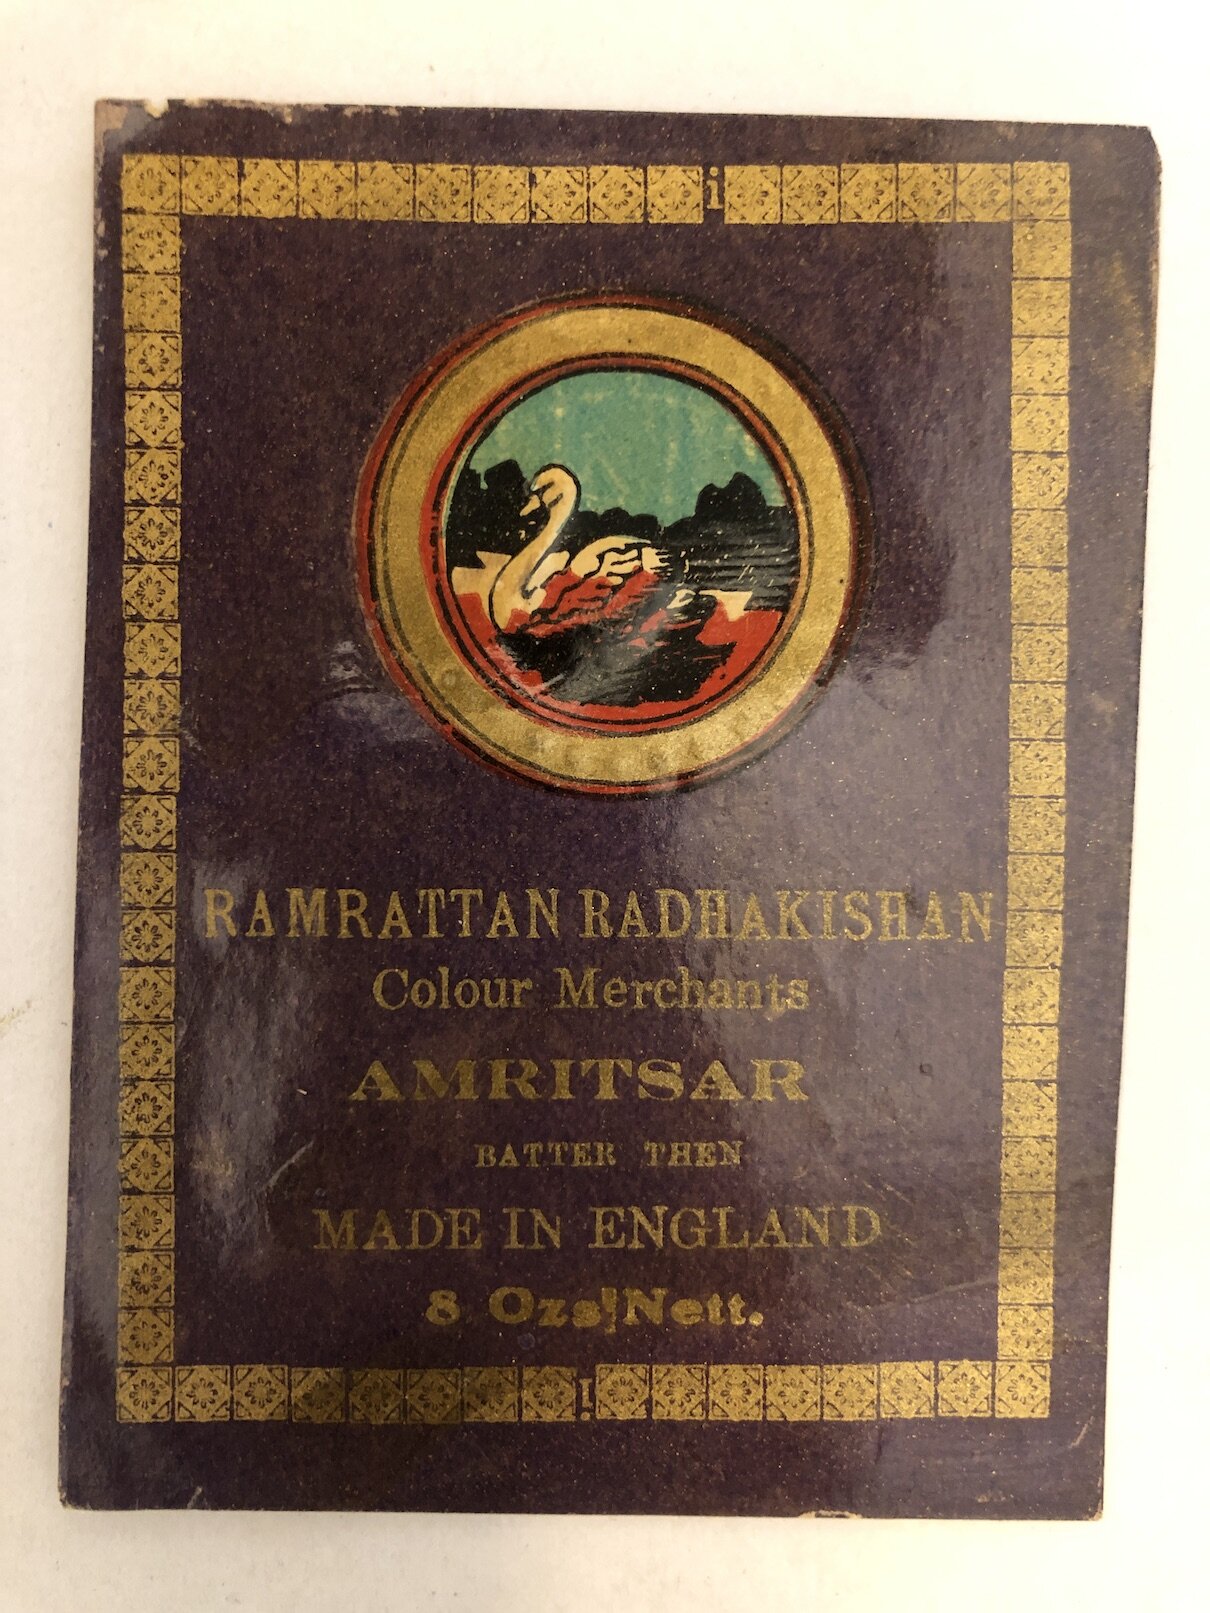 RAMRATTAN RADHAKISHAN
Colour Merchants
AMRITSAR
BATTER THEN
MADE IN ENGLAND
8 Ozs! Nett.